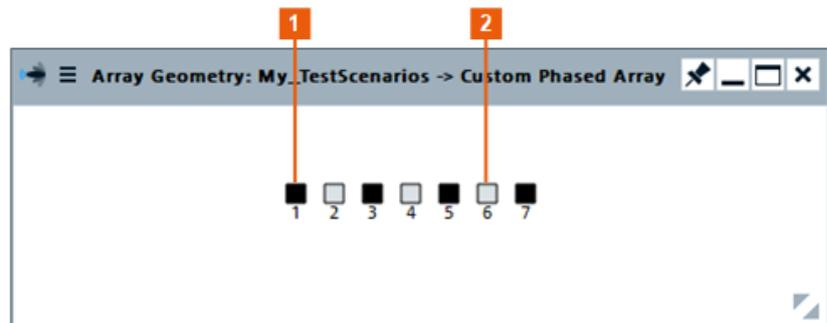 1 2
Array Geometry: My_TestScenarios -> Custom Phased Array
1 2 3 4 5 6 7